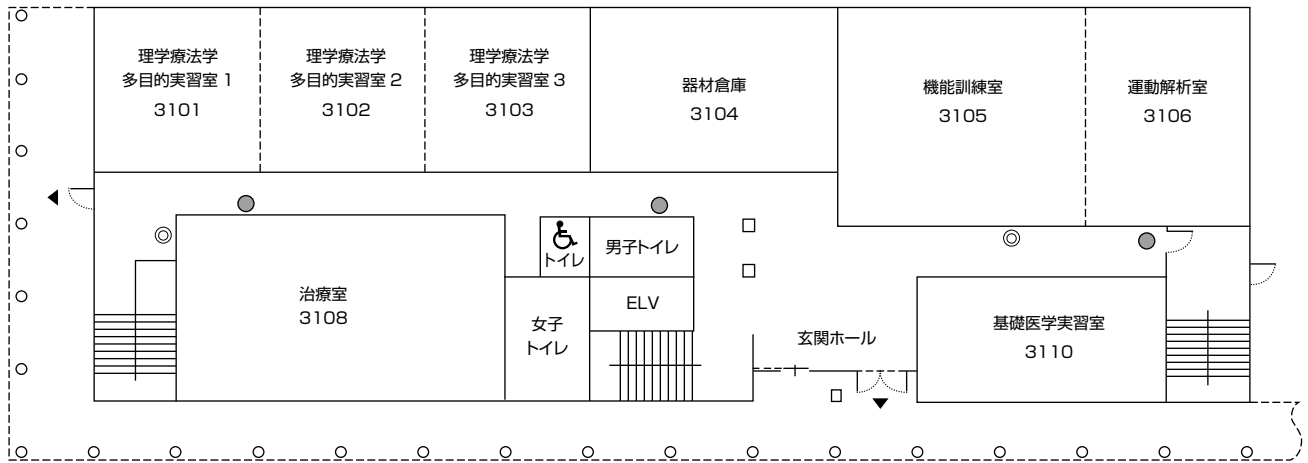 理学療法学
多目的実習室 1
3101
理学療法学
多目的実習室 2
3102
理学療法学
多目的実習室 3
3103
器材倉庫
3104
機能訓練室
3105
運動解析室
3106
トイレ
男子トイレ
ELV
治療室
3108
女子
トイレ
玄関ホール
基礎医学実習室
3110